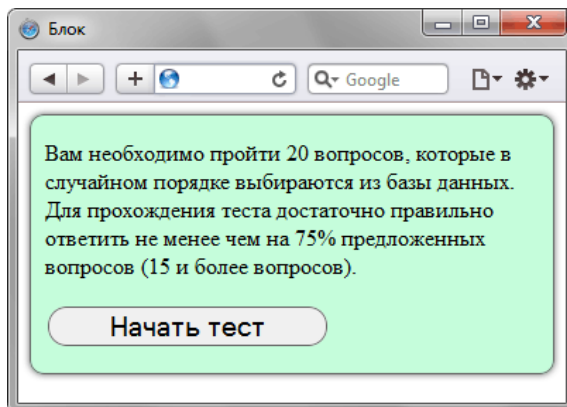 Блок
Google
Вам необходимо пройти 20 вопросов, которые в
случайном порядке выбираются из базы данных.
Для прохождения теста достаточно правильно
ответить не менее чем на 75% предложенных
вопросов (15 и более вопросов).
Начать тест